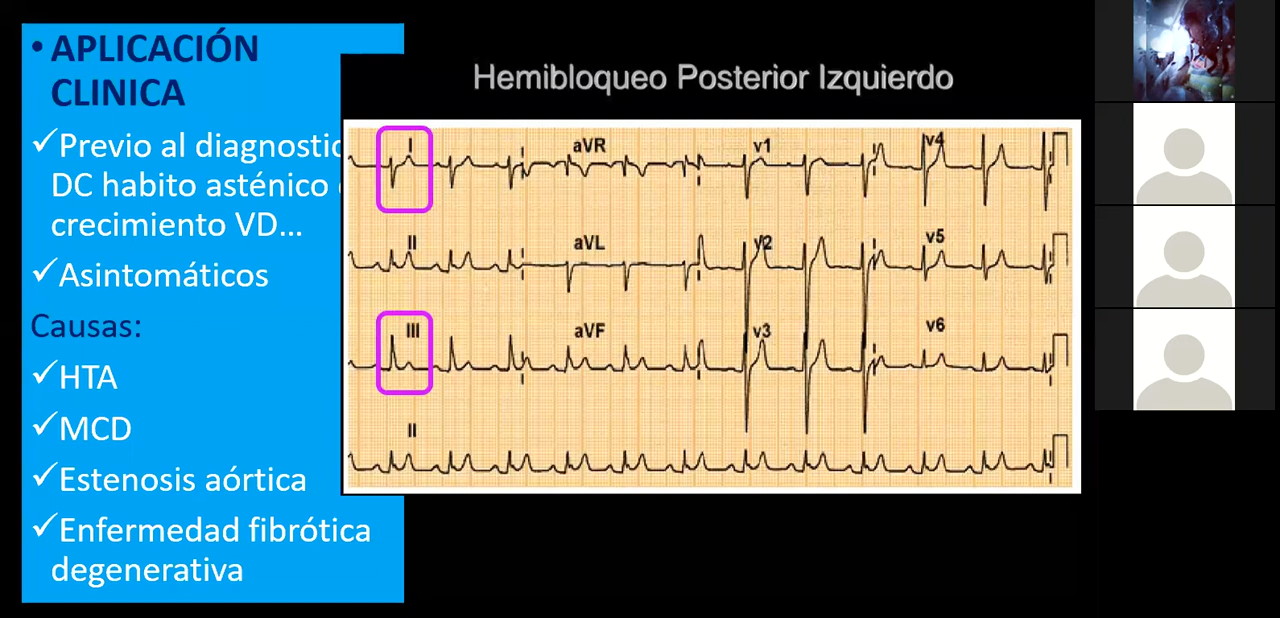 • APLICACIÓN
CLINICA
✓Previo al diagnostic
DC habito asténico
crecimiento VD...
✓Asintomáticos
Causas:
✓HTA
✓MCD
✓Estenosis aórtica
✓Enfermedad fibrótica
degenerativa
Hemibloqueo Posterior Izquierdo
I aVR v1 v4
II aVL v2 v5
III aVF v3 v6
II